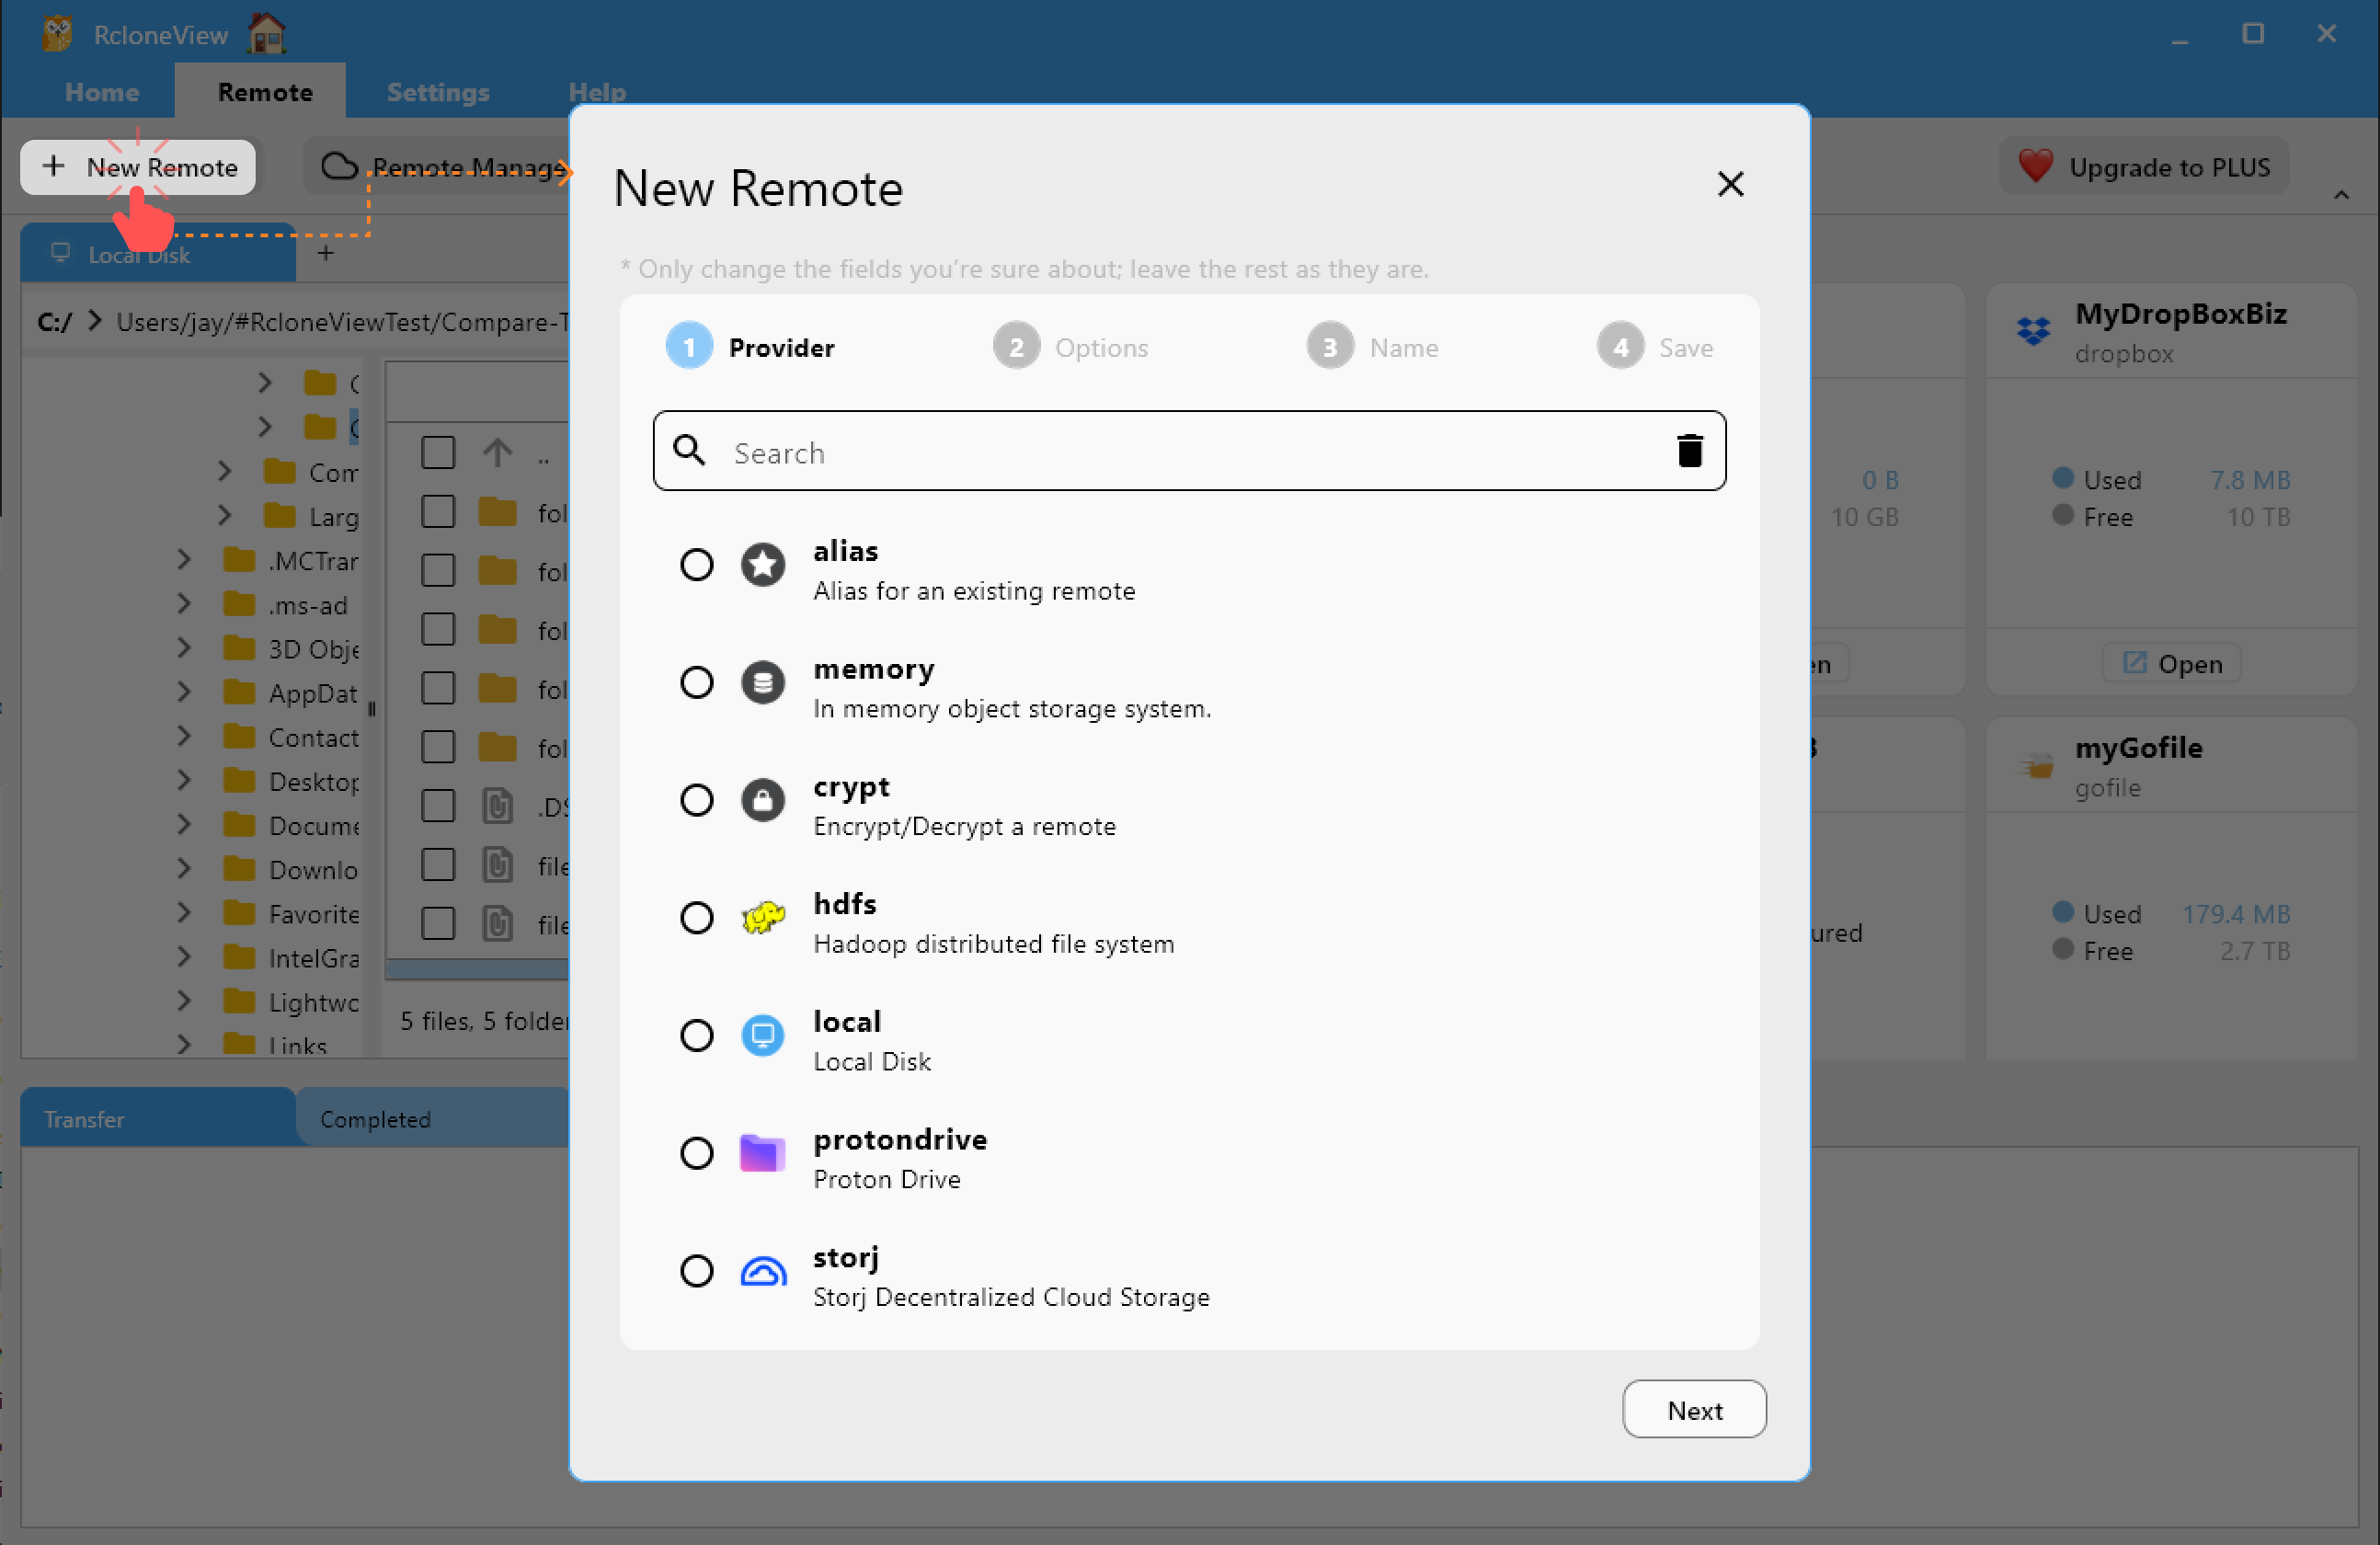 RcloneView
Home
Remote
Settings
Help
New Remote
Remote Manage
Upgrade to PLUS
Local Disk
C:/ > Users/jay/#RcloneViewTest/Compare-T
Com
Larg
.MCTrar
.ms-ad
3D Obje
AppDat
Contact
Desktop
Docume
Downlo
Favorite
IntelGra
Lightwo
Links
..
fol
fol
fol
fol
fol
.DS
file
file
5 files, 5 folder
New Remote
* Only change the fields you’re sure about; leave the rest as they are.
1 Provider
2 Options
3 Name
4 Save
Search
alias
Alias for an existing remote
memory
In memory object storage system.
crypt
Encrypt/Decrypt a remote
hdfs
Hadoop distributed file system
local
Local Disk
protondrive
Proton Drive
storj
Storj Decentralized Cloud Storage
Next
0 B
10 GB
en
ured
MyDropBoxBiz
dropbox
Used 7.8 MB
Free 10 TB
Open
myGofile
gofile
Used 179.4 MB
Free 2.7 TB
Transfer
Completed